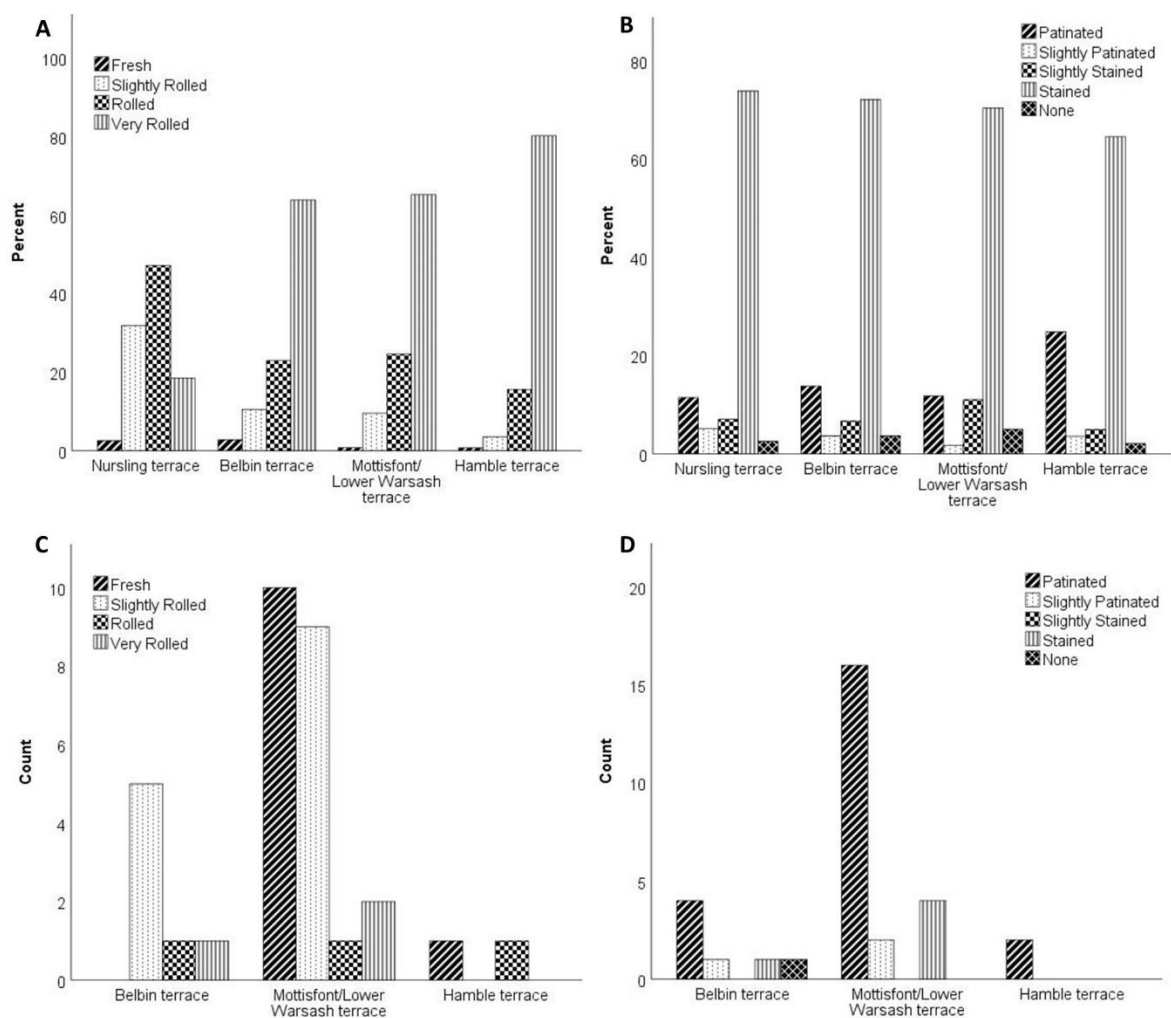 A
Fresh
Slightly Rolled
Rolled
Very Rolled
Percent
100
80
60
40
20
0
Nursling terrace
Belbin terrace
Mottisfont/
Lower Warsash
terrace
Hamble terrace
B
Patinated
Slightly Patinated
Slightly Stained
Stained
None
Percent
80
60
40
20
0
Nursling terrace
Belbin terrace
Mottisfont/
Lower Warsash
terrace
Hamble terrace
C
Fresh
Slightly Rolled
Rolled
Very Rolled
Count
10
8
6
4
2
0
Belbin terrace
Mottisfont/Lower
Warsash terrace
Hamble terrace
D
Patinated
Slightly Patinated
Slightly Stained
Stained
None
Count
20
15
10
5
0
Belbin terrace
Mottisfont/Lower
Warsash terrace
Hamble terrace